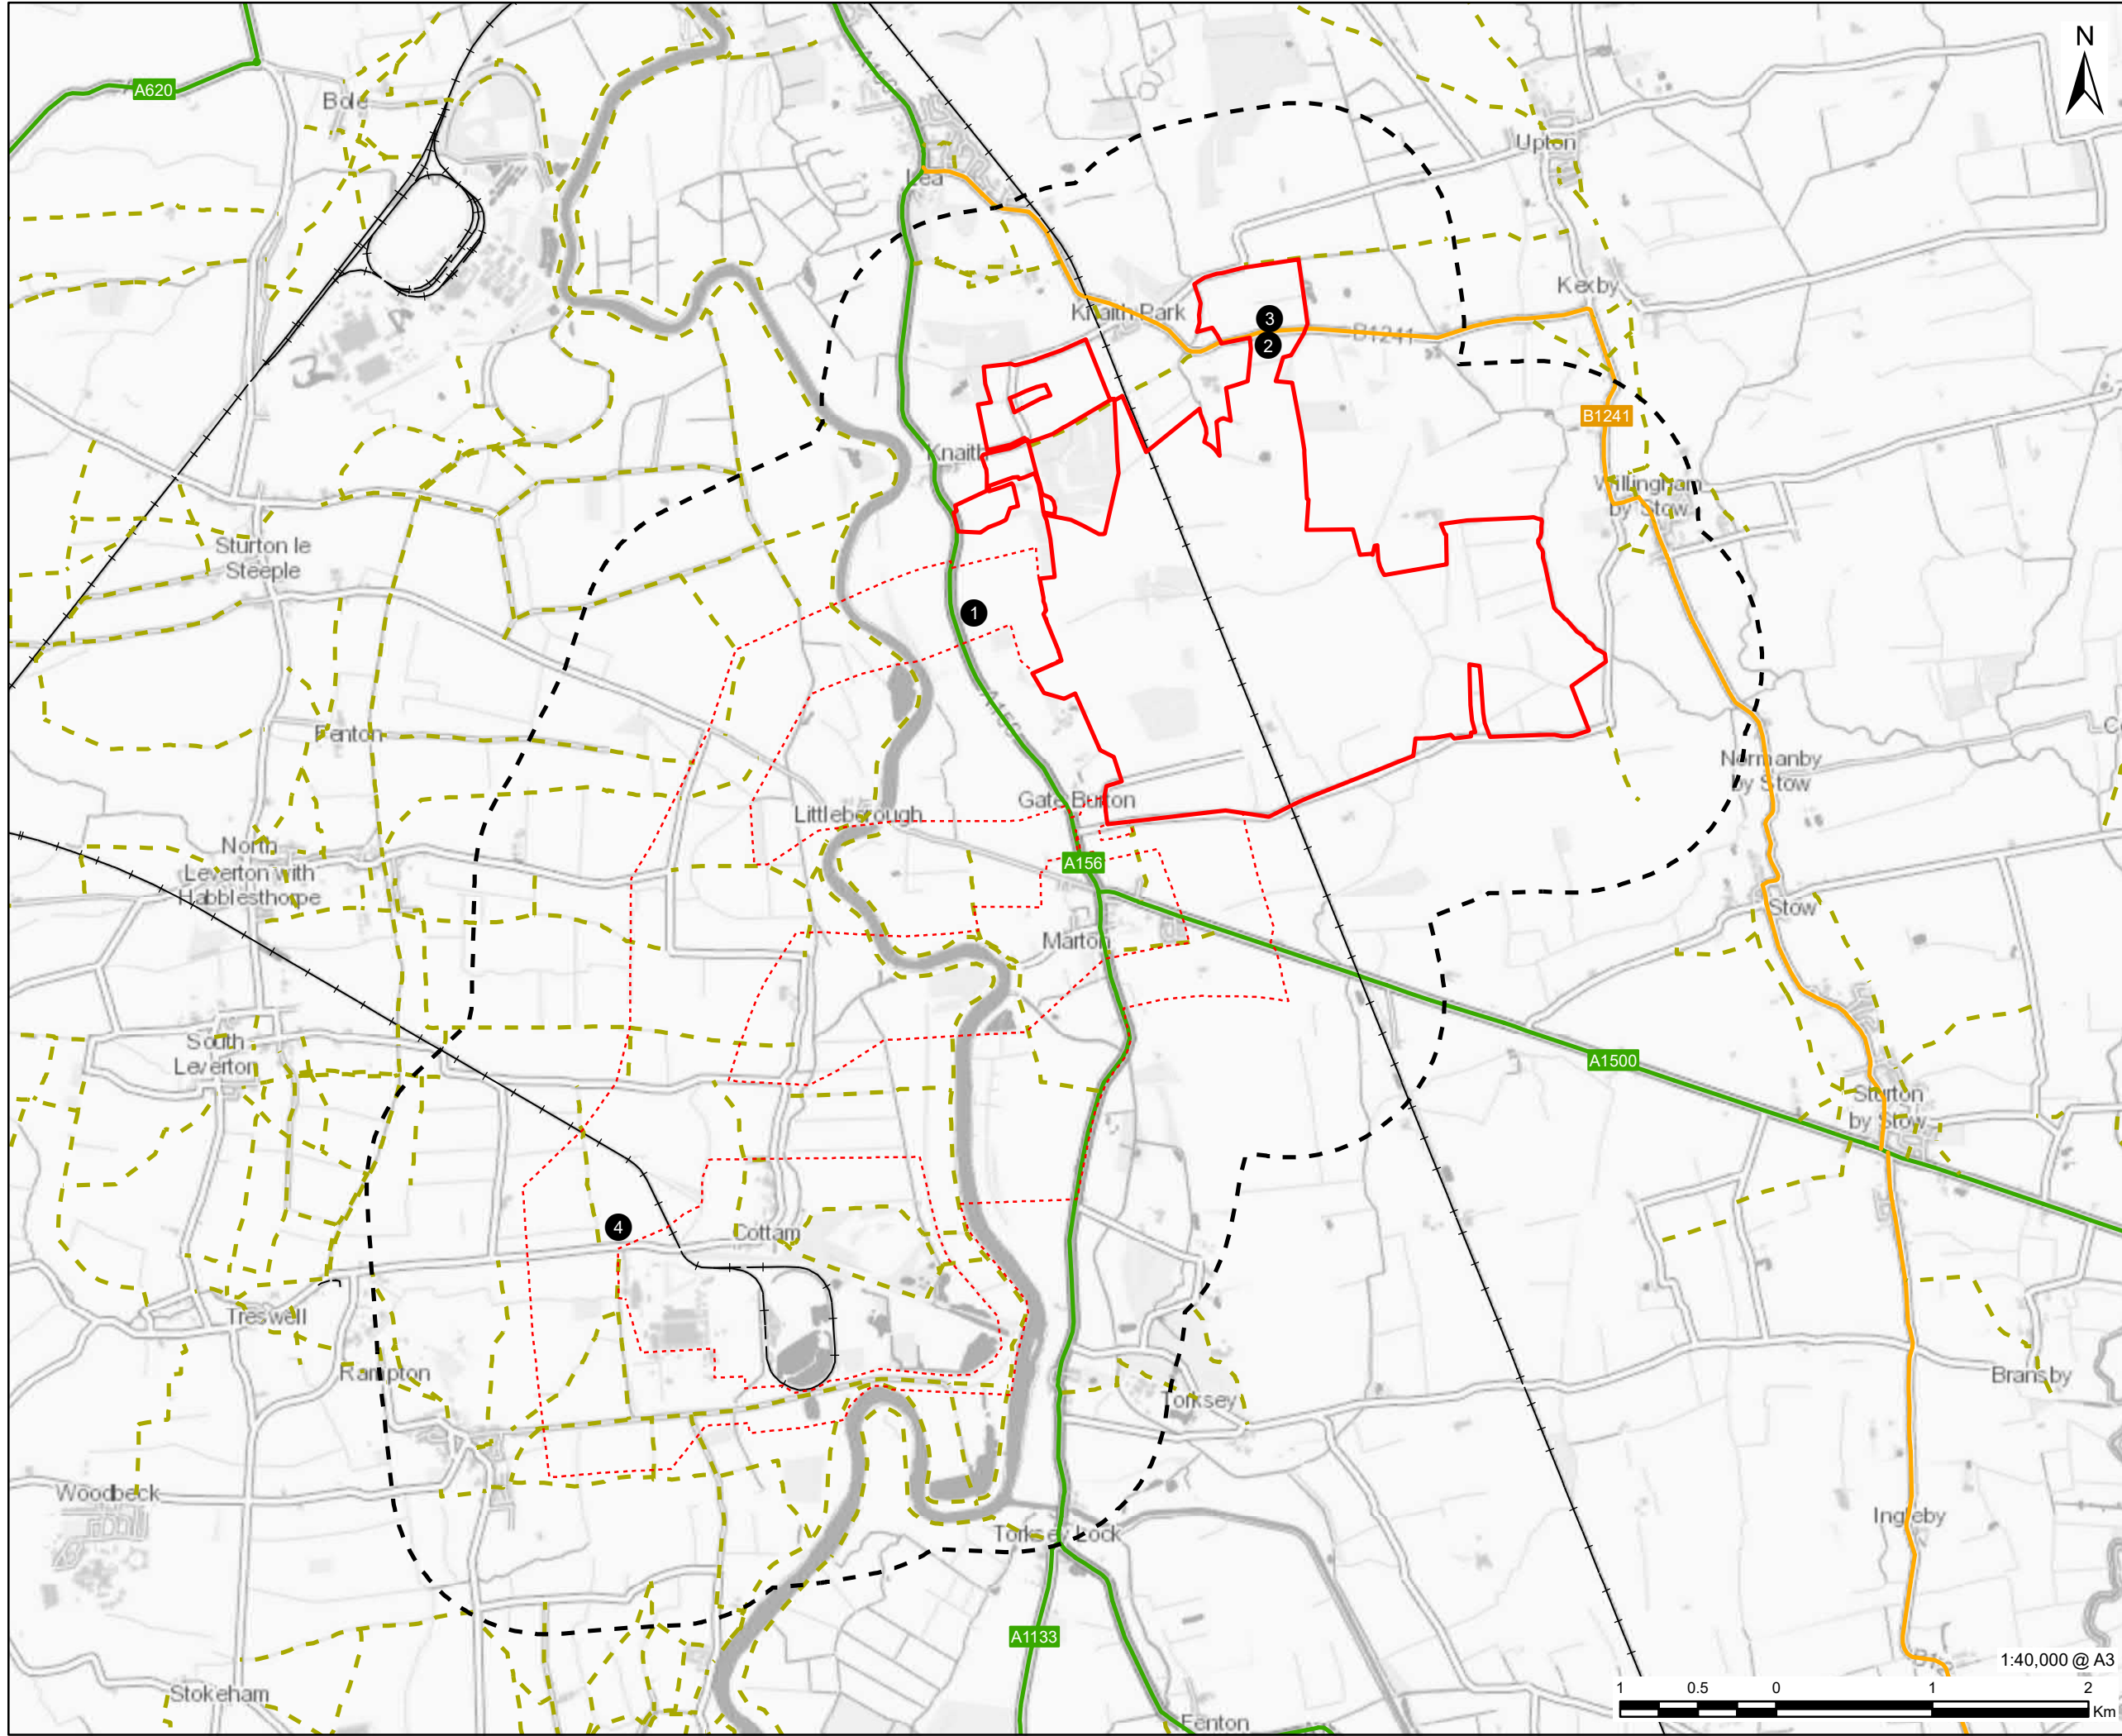 N
A156
A620
Bole
Upton
Lea
Kexby
Knaith Park
3
B1241
2
B1241
Knaith
Willingham
by Stow
Sturton le
Steeple
1
A156
Fenton
Normanby
by Stow
Gate Burton
Littleborough
North
Leverton with
Habblesthorpe
A156
Stow
Marton
South
Leverton
A1500
Sturton
by Stow
4
Cottam
Treswell
Rampton
Bransby
Torksey
Woodbeck
Ingleby
Torksey Lock
A1133
1:40,000 @ A3
Stokeham
1 0.5 0 1 2
Km
Fenton